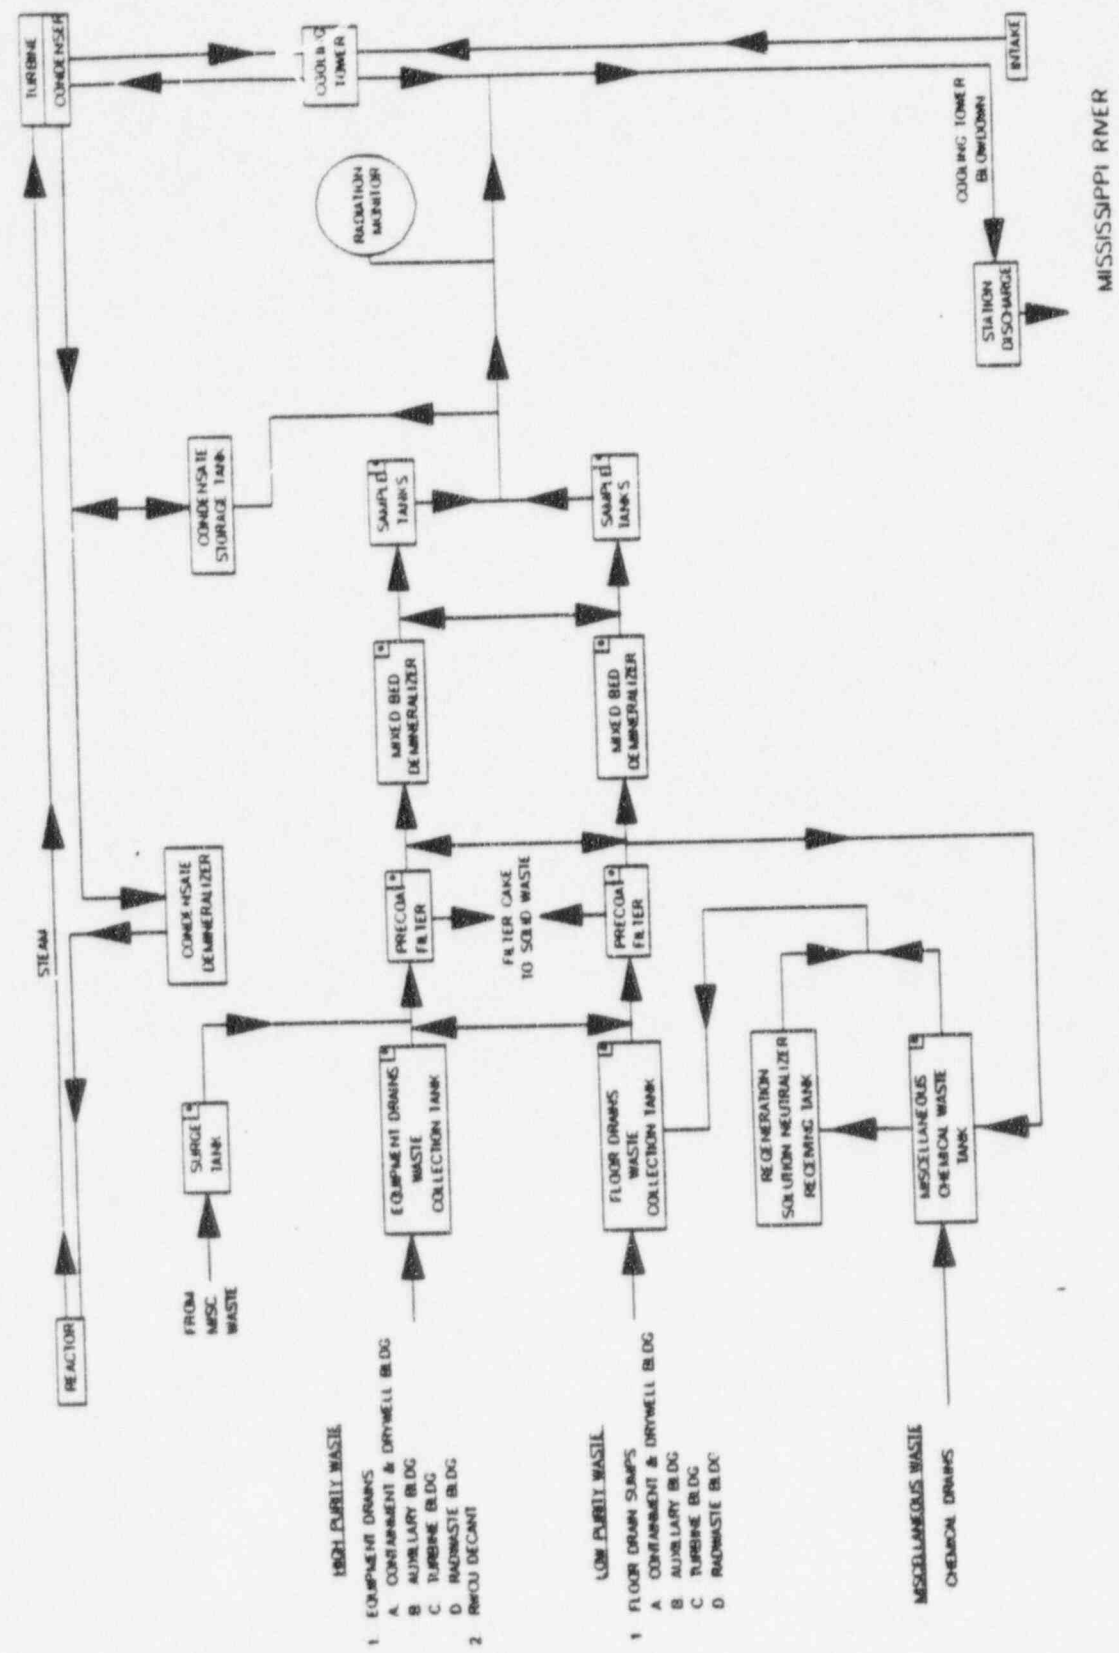 REACTOR
STEAM
TURBINE
CONDENSER
CONDENSATE
DEMINERALIZER
CONDENSATE
STORAGE TANK
COOLING
TOWER
INTAKE
COOLING TOWER
BLOWDOWN
STATION
DISCHARGE
MISSISSIPPI RIVER
RADIATION
MONITOR
FROM
MISC
WASTE
SURGE
TANK
HIGH PURITY WASTE
1 EQUIPMENT DRAINS
A CONTAINMENT & DRYWELL BLDG
B AUXILLARY BLDG
C TURBINE BLDG
D RADWASTE BLDG
2 RWCU DECANT
EQUIPMENT DRAINS
WASTE
COLLECTION TANK
PRECOAT
FILTER
MIXED BED
DEMINERALIZER
SAMPLE
TANKS
FILTER CAKE
TO SOLID WASTE
LOW PURITY WASTE
1 FLOOR DRAIN SUMPS
A CONTAINMENT & DRYWELL BLDG
B AUXILLARY BLDG
C TURBINE BLDG
D RADWASTE BLDG
FLOOR DRAINS
WASTE
COLLECTION TANK
PRECOAT
FILTER
MIXED BED
DEMINERALIZER
SAMPLE
TANKS
REGENERATION
SOLUTION NEUTRALIZER
RECEIVING TANK
MISCELLANEOUS WASTE
CHEMICAL DRAINS
MISCELLANEOUS
CHEMICAL WASTE
TANK